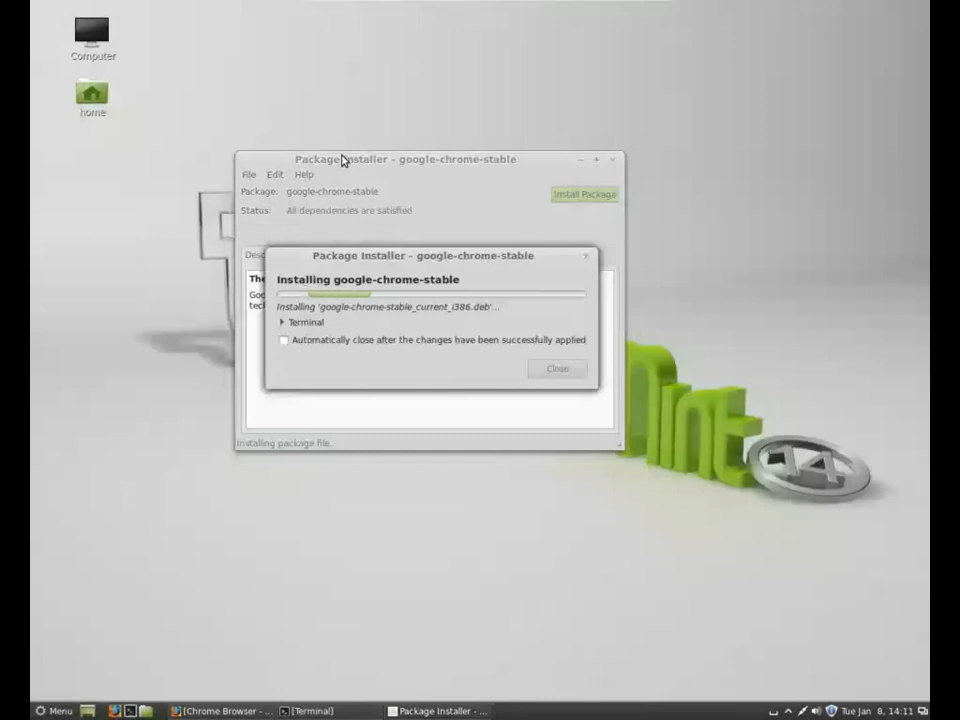 Computer
home
Package Installer - google-chrome-stable
File Edit Help
Package: google-chrome-stable
Install Package
Status: All dependencies are satisfied
Package Installer - google-chrome-stable
Installing google-chrome-stable
Installing 'google-chrome-stable_current_i386.deb'...
Terminal
Automatically close after the changes have been successfully applied
Close
Installing package file...
mint
14
Menu [Chrome Browser - ... [Terminal] Package Installer - ... Tue Jan 8, 14:11